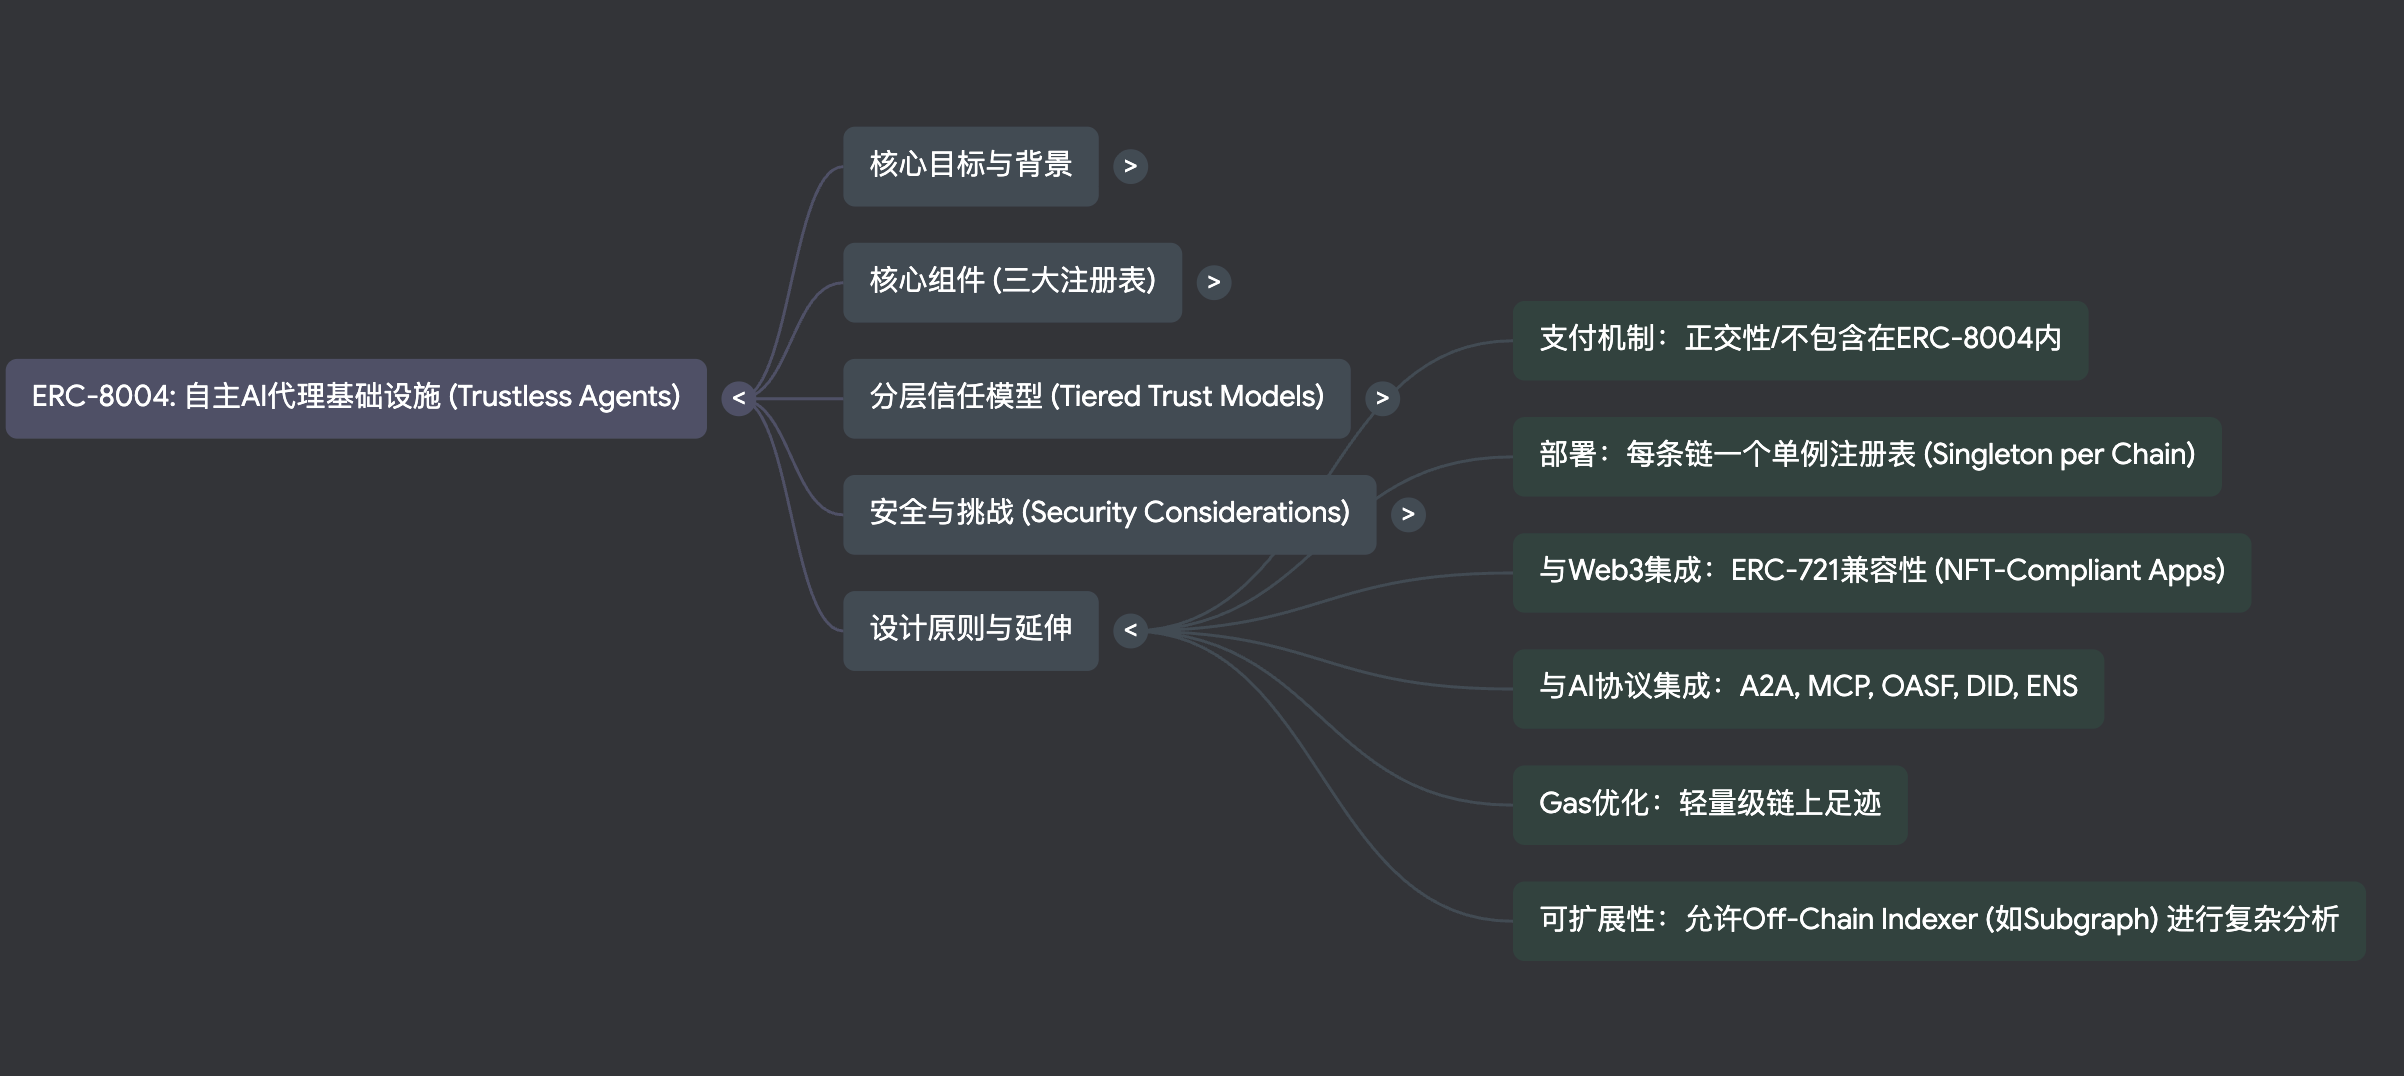 ERC-8004: 自主AI代理基础设施 (Trustless Agents)
<
核心目标与背景
>
核心组件 (三大注册表)
>
分层信任模型 (Tiered Trust Models)
>
安全与挑战 (Security Considerations)
>
设计原则与延伸
<
支付机制：正交性/不包含在ERC-8004内
部署：每条链一个单例注册表 (Singleton per Chain)
与Web3集成：ERC-721兼容性 (NFT-Compliant Apps)
与AI协议集成：A2A, MCP, OASF, DID, ENS
Gas优化：轻量级链上足迹
可扩展性：允许Off-Chain Indexer (如Subgraph) 进行复杂分析